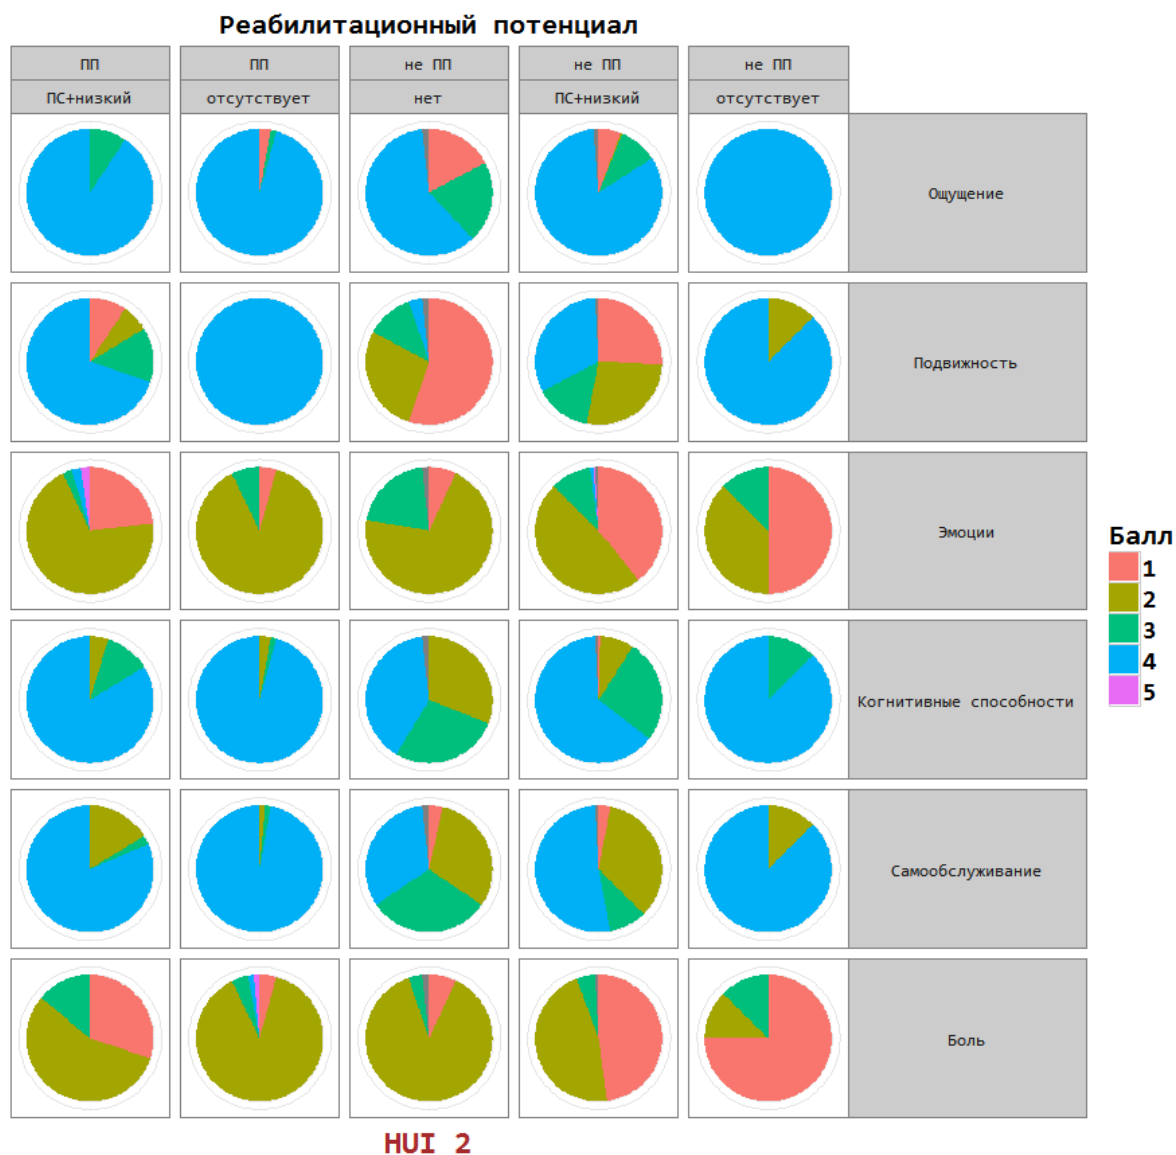 Реабилитационный потенциал
ПП ПП не ПП не ПП не ПП
ПС+низкий отсутствует нет ПС+низкий отсутствует
Ощущение
Подвижность
Эмоции
Балл
1
2
3
4
5
Когнитивные способности
Самообслуживание
Боль
HUI 2